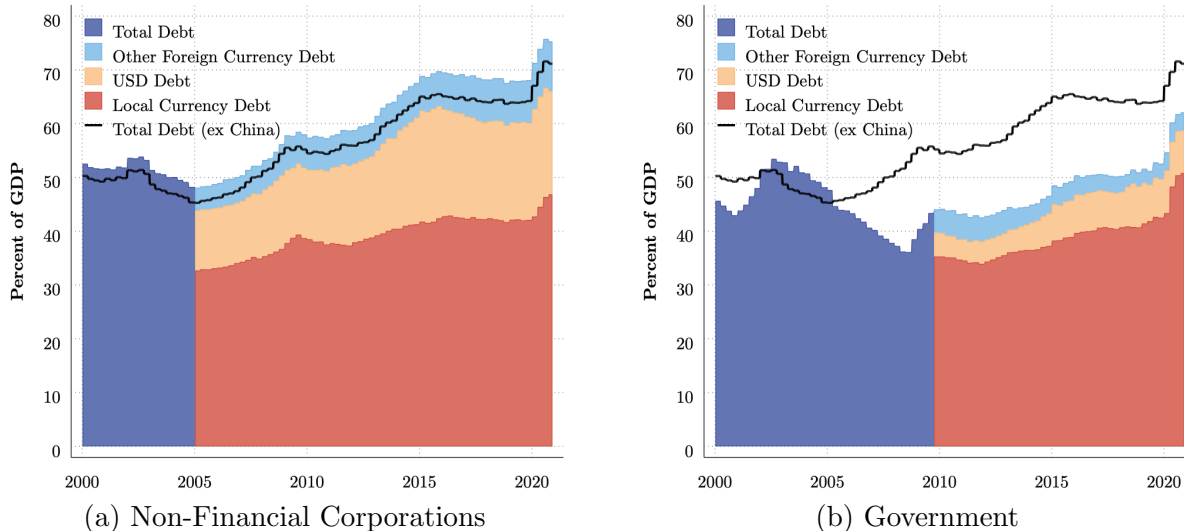 80
70
60
50
40
30
20
10
0
Percent of GDP
Total Debt
Other Foreign Currency Debt
USD Debt
Local Currency Debt
Total Debt (ex China)
2000 2005 2010 2015 2020
(a) Non-Financial Corporations
80
70
60
50
40
30
20
10
0
Percent of GDP
Total Debt
Other Foreign Currency Debt
USD Debt
Local Currency Debt
Total Debt (ex China)
2000 2005 2010 2015 2020
(b) Government